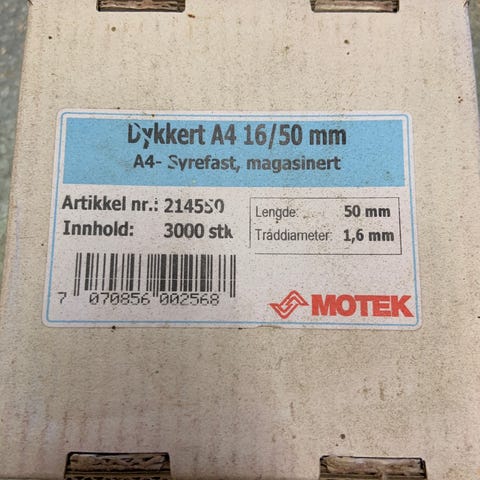 Dykkert A4 16/50 mm
A4- Syrefast, magasinert
Artikkel nr.: 214550
Innhold: 3000 stk
Lengde: 50 mm
Tråddiameter: 1,6 mm
7 070856 002568
MOTEK